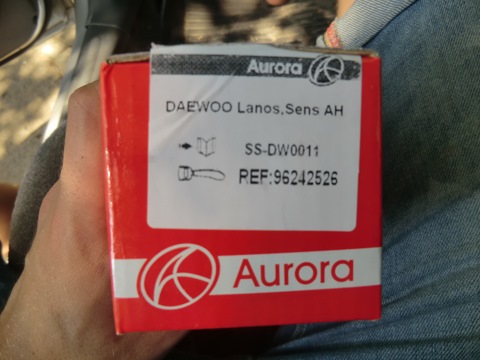 Aurora
DAEWOO Lanos,Sens AH
SS-DW0011
REF:96242526
Aurora